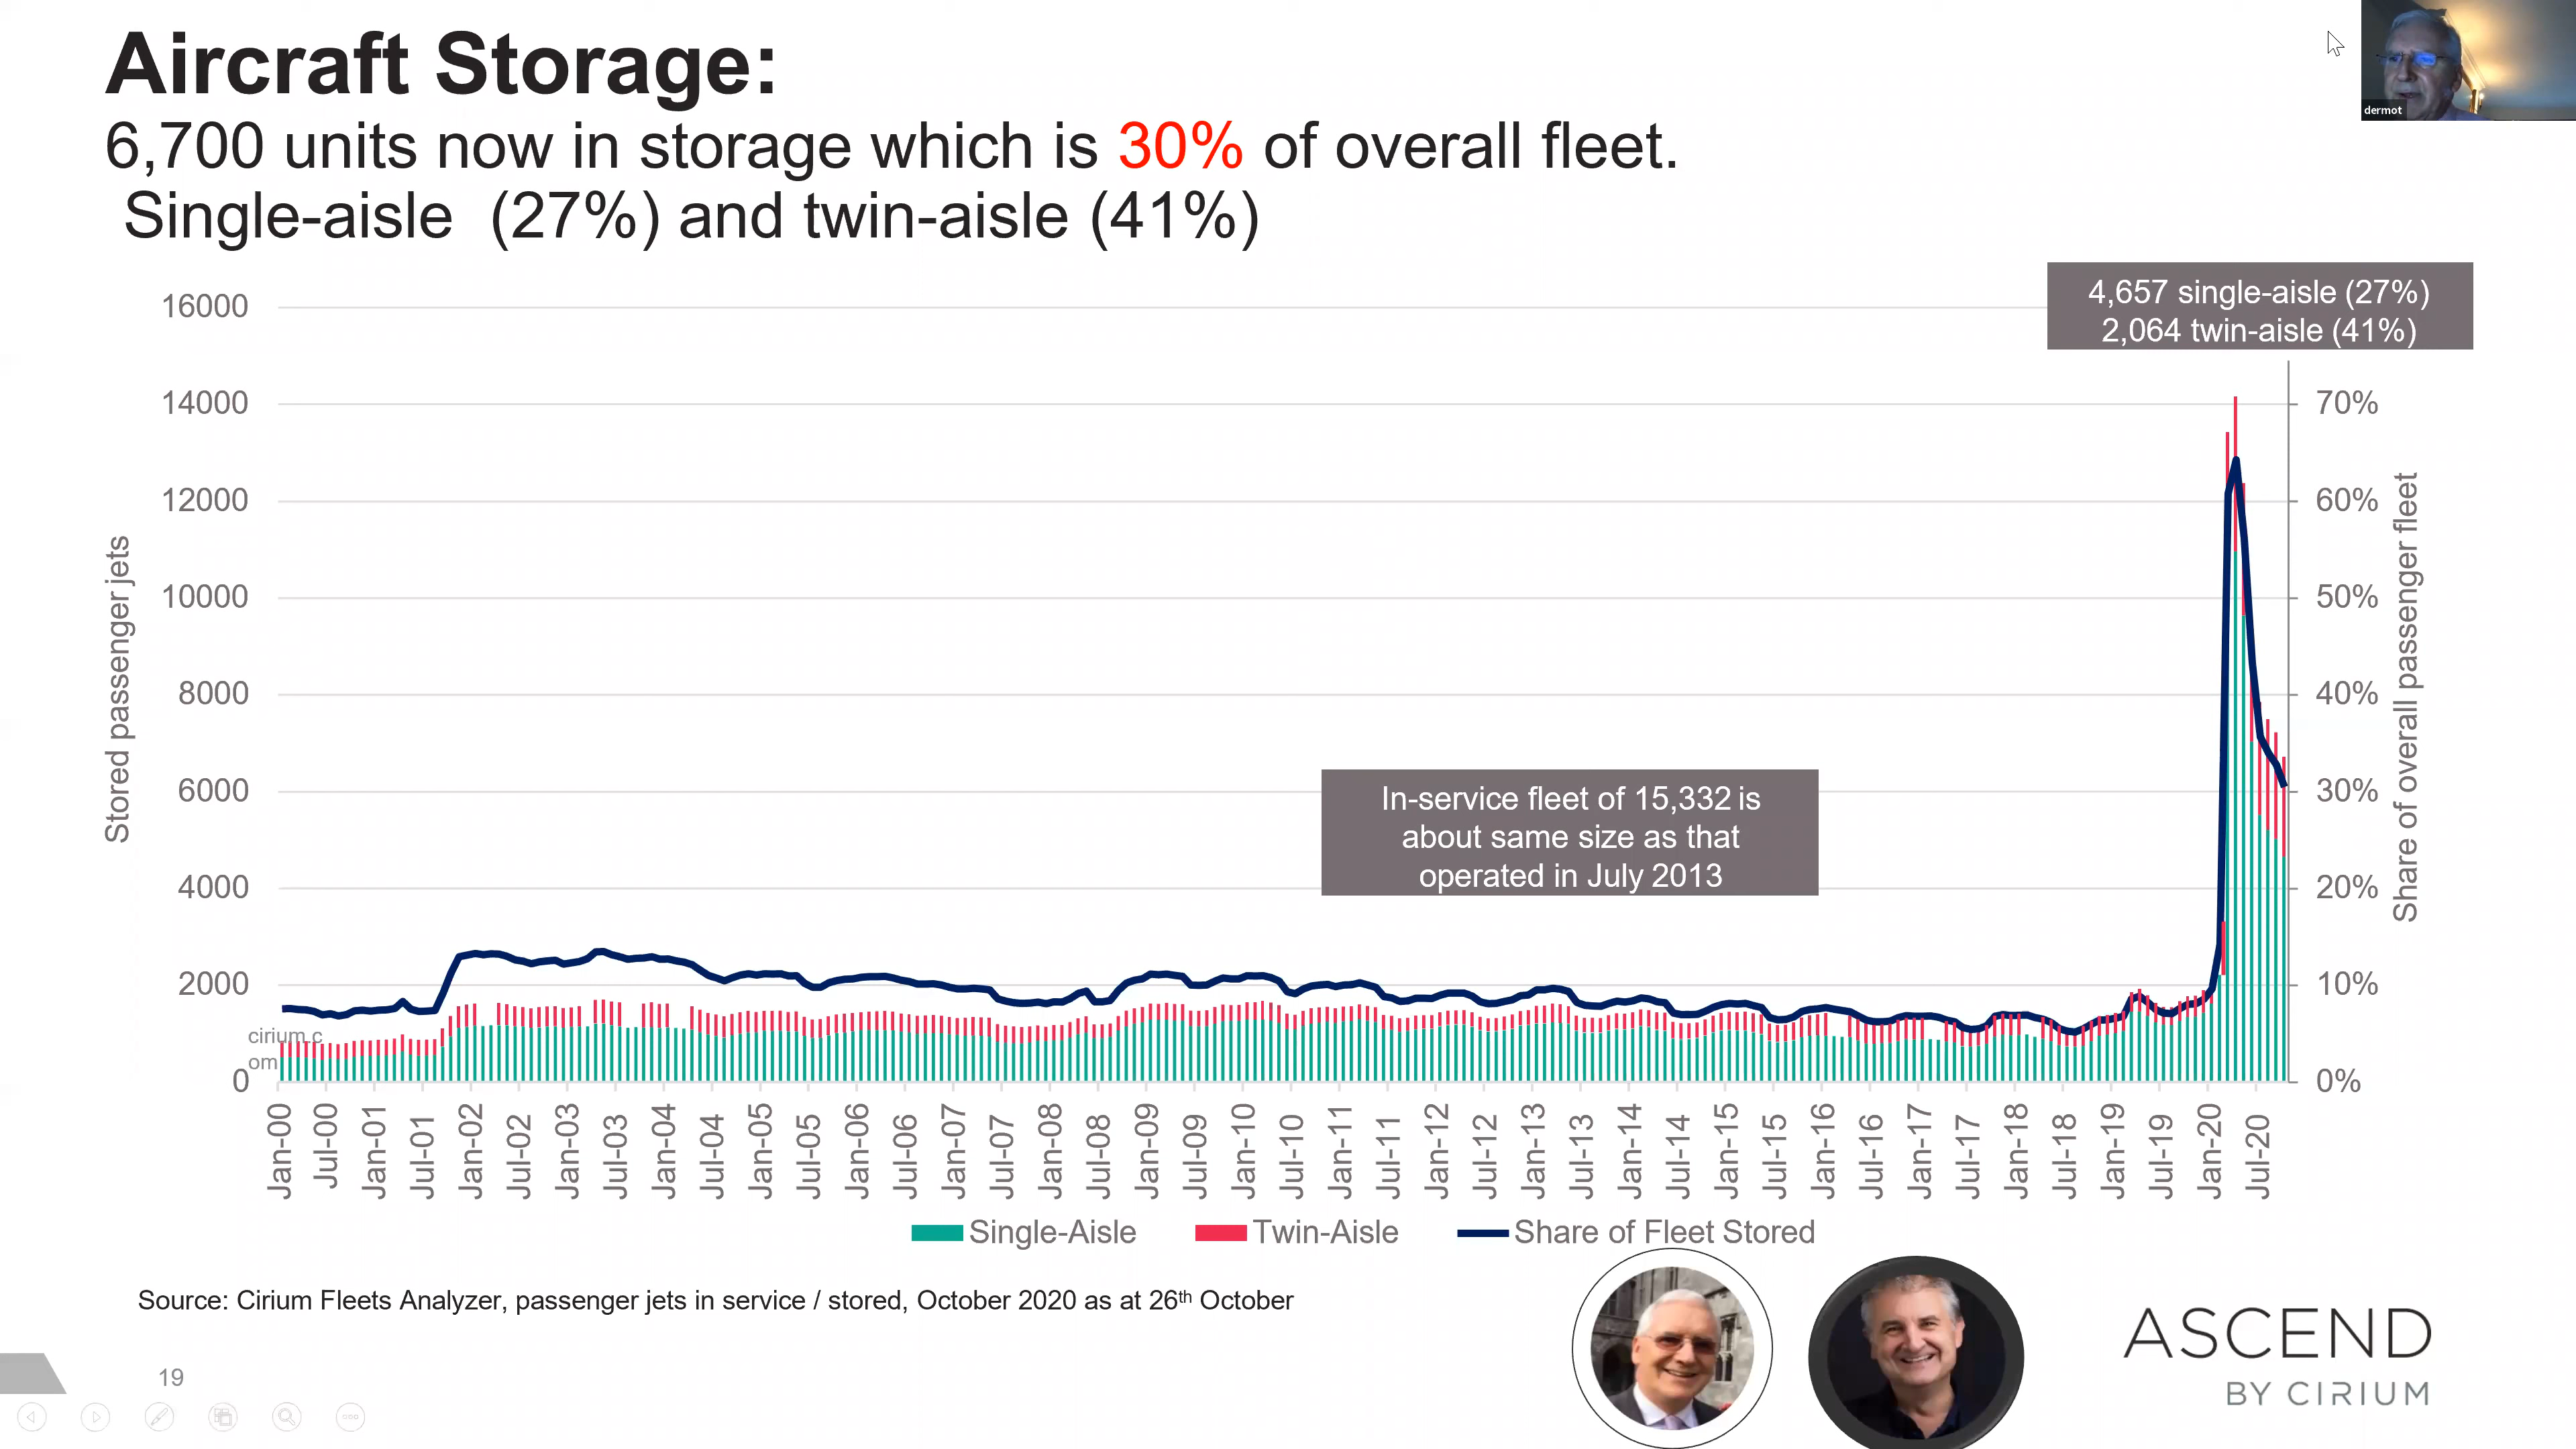 Aircraft Storage:
6,700 units now in storage which is 30% of overall fleet.
Single-aisle (27%) and twin-aisle (41%)
dermot
4,657 single-aisle (27%)
2,064 twin-aisle (41%)
In-service fleet of 15,332 is
about same size as that
operated in July 2013
Stored passenger jets
16000
14000
12000
10000
8000
6000
4000
2000
0
cirium.c
om
70%
60%
50%
40%
30%
20%
10%
0%
Share of overall passenger fleet
Jan-00
Jul-00
Jan-01
Jul-01
Jan-02
Jul-02
Jan-03
Jul-03
Jan-04
Jul-04
Jan-05
Jul-05
Jan-06
Jul-06
Jan-07
Jul-07
Jan-08
Jul-08
Jan-09
Jul-09
Jan-10
Jul-10
Jan-11
Jul-11
Jan-12
Jul-12
Jan-13
Jul-13
Jan-14
Jul-14
Jan-15
Jul-15
Jan-16
Jul-16
Jan-17
Jul-17
Jan-18
Jul-18
Jan-19
Jul-19
Jan-20
Jul-20
Single-Aisle Twin-Aisle Share of Fleet Stored
Source: Cirium Fleets Analyzer, passenger jets in service / stored, October 2020 as at 26th October
ASCEND
BY CIRIUM
19